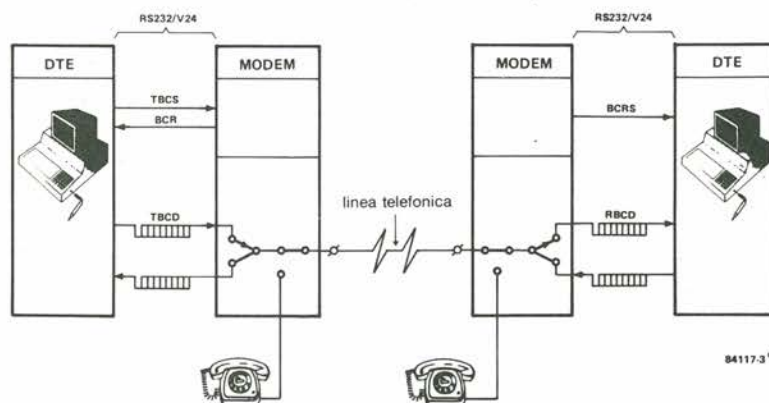 RS232/V24 RS232/V24
DTE MODEM MODEM DTE
TBCS
BCR
BCRS
TBCD
linea telefonica
RBCD
84117-3